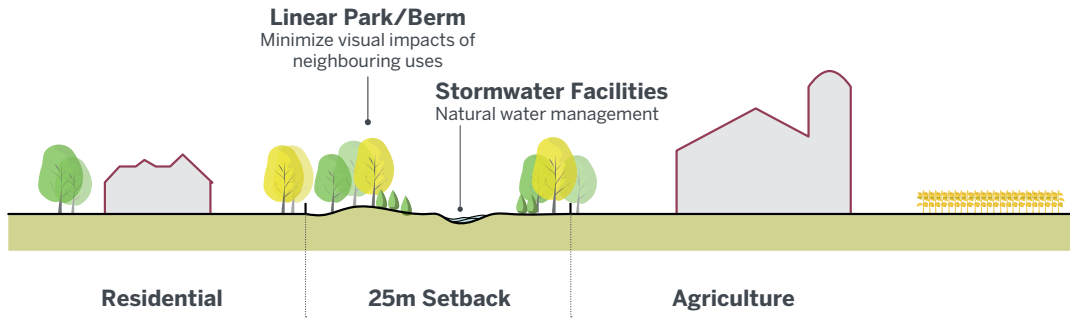 Linear Park/Berm
Minimize visual impacts of
neighbouring uses
Stormwater Facilities
Natural water management
Residential
25m Setback
Agriculture